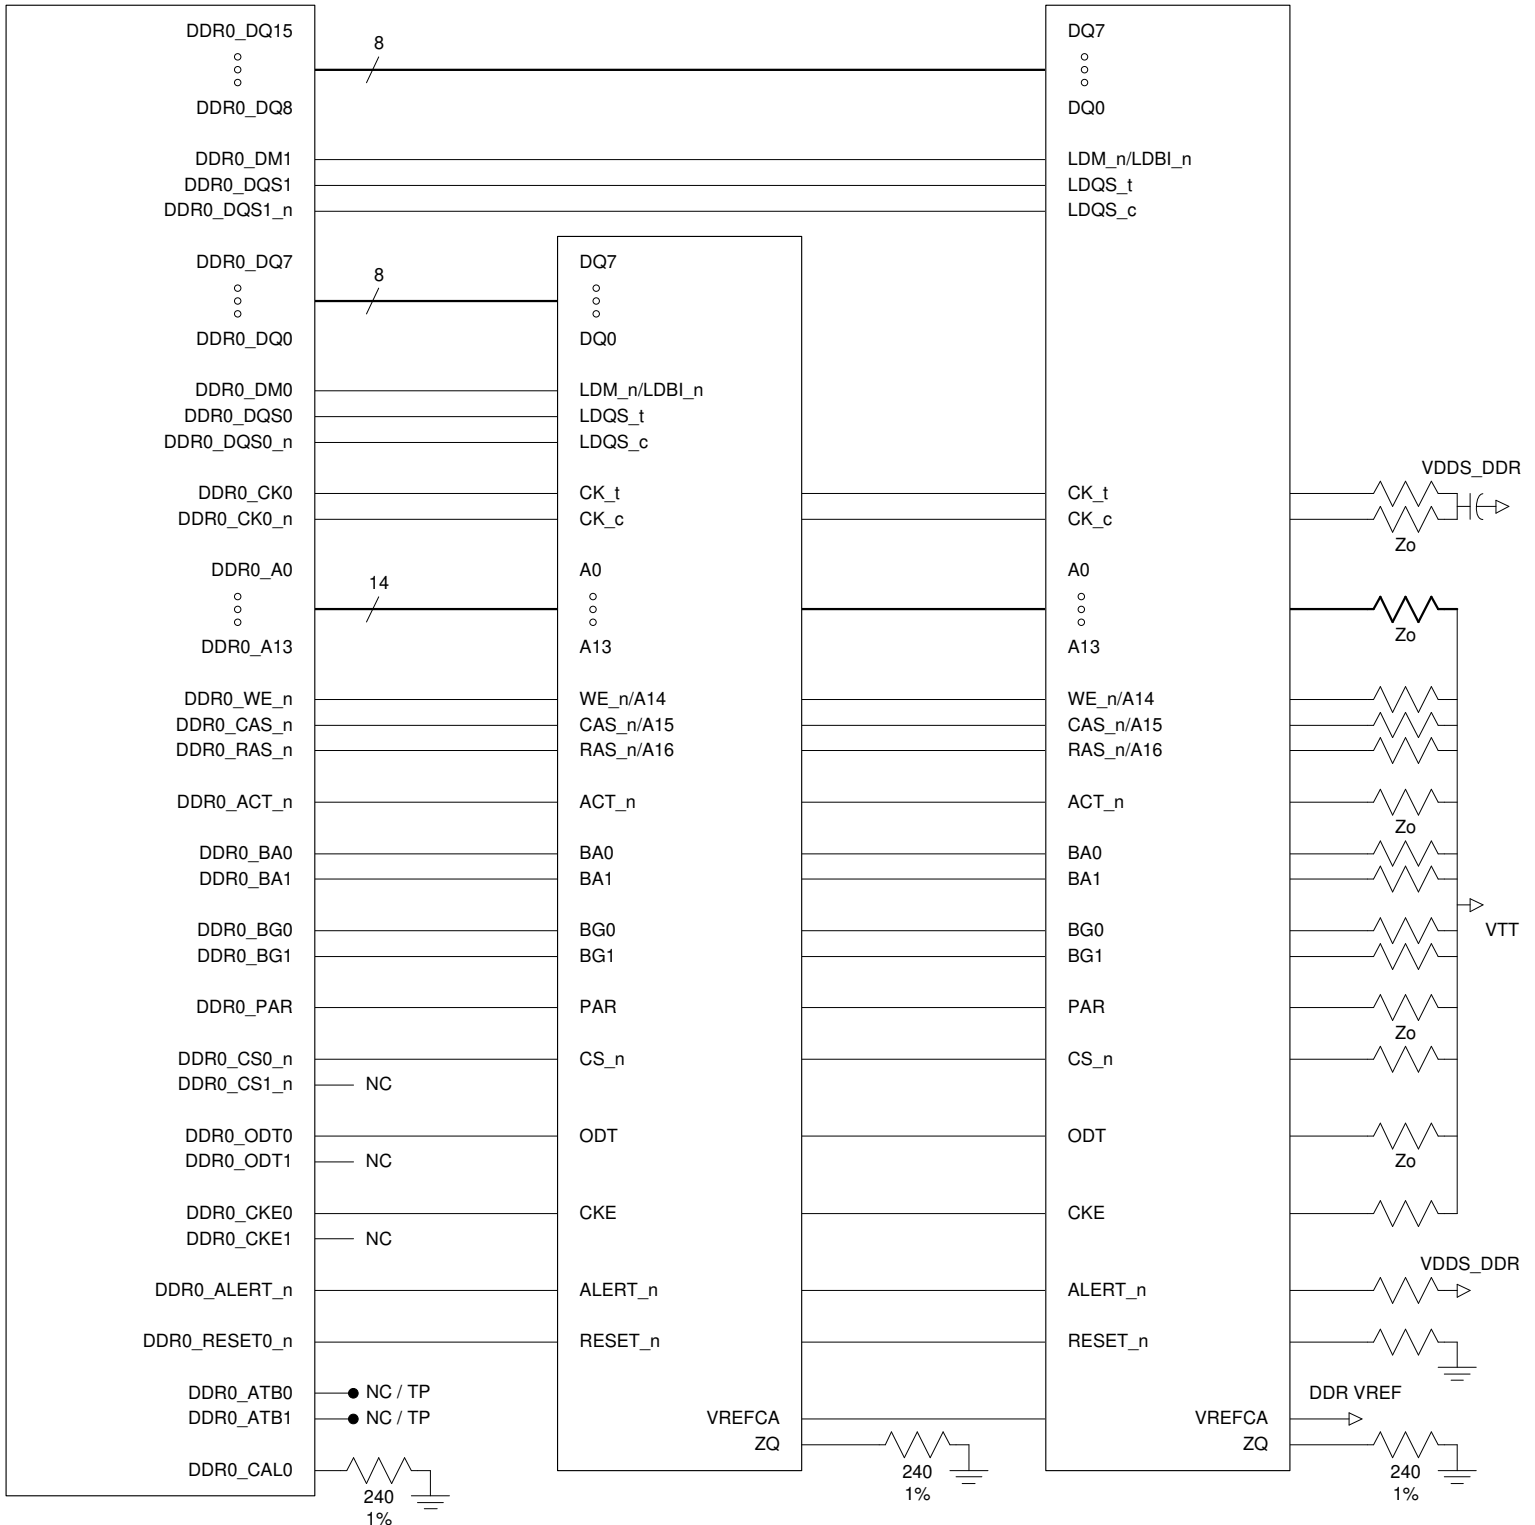 DDR0_DQ15 DQ7
8
DDR0_DQ8 DQ0
DDR0_DM1 LDM_n/LDBI_n
DDR0_DQS1 LDQS_t
DDR0_DQS1_n LDQS_c
DDR0_DQ7 DQ7
8
DDR0_DQ0 DQ0
DDR0_DM0 LDM_n/LDBI_n
DDR0_DQS0 LDQS_t
DDR0_DQS0_n LDQS_c
VDDS_DDR
DDR0_CK0 CK_t CK_t
DDR0_CK0_n CK_c CK_c
Zo
DDR0_A0 A0 A0
14
Zo
DDR0_A13 A13 A13
DDR0_WE_n WE_n/A14 WE_n/A14
DDR0_CAS_n CAS_n/A15 CAS_n/A15
DDR0_RAS_n RAS_n/A16 RAS_n/A16
DDR0_ACT_n ACT_n ACT_n
Zo
DDR0_BA0 BA0 BA0
DDR0_BA1 BA1 BA1
DDR0_BG0 BG0 BG0 VTT
DDR0_BG1 BG1 BG1
DDR0_PAR PAR PAR
Zo
DDR0_CS0_n CS_n CS_n
DDR0_CS1_n NC
DDR0_ODT0 ODT ODT
DDR0_ODT1 NC Zo
DDR0_CKE0 CKE CKE
DDR0_CKE1 NC
VDDS_DDR
DDR0_ALERT_n ALERT_n ALERT_n
DDR0_RESET0_n RESET_n RESET_n
DDR0_ATB0 NC / TP DDR VREF
DDR0_ATB1 NC / TP VREFCA VREFCA
ZQ ZQ
DDR0_CAL0 240 240
240 1% 1%
1%